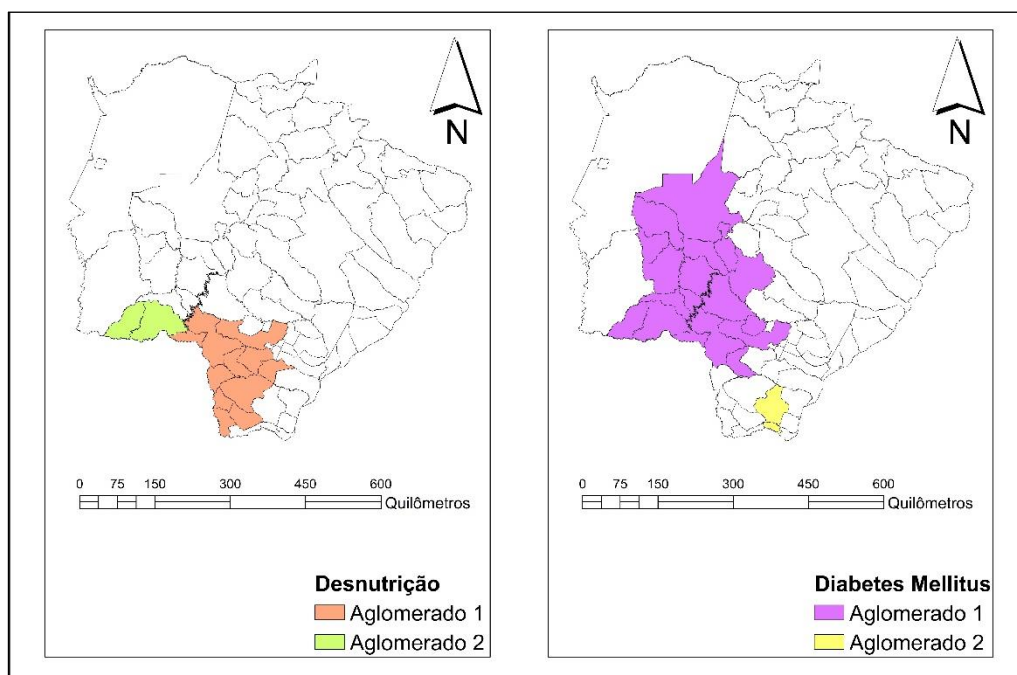 N
0 75 150 300 450 600
Quilômetros
Desnutrição
Aglomerado 1
Aglomerado 2
N
0 75 150 300 450 600
Quilômetros
Diabetes Mellitus
Aglomerado 1
Aglomerado 2